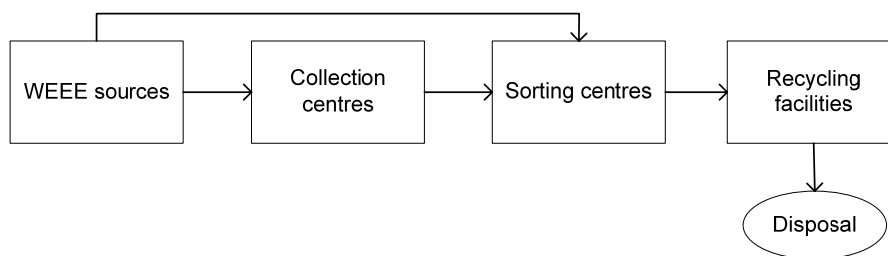 WEEE sources
Collection
centres
Sorting centres
Recycling
facilities
Disposal